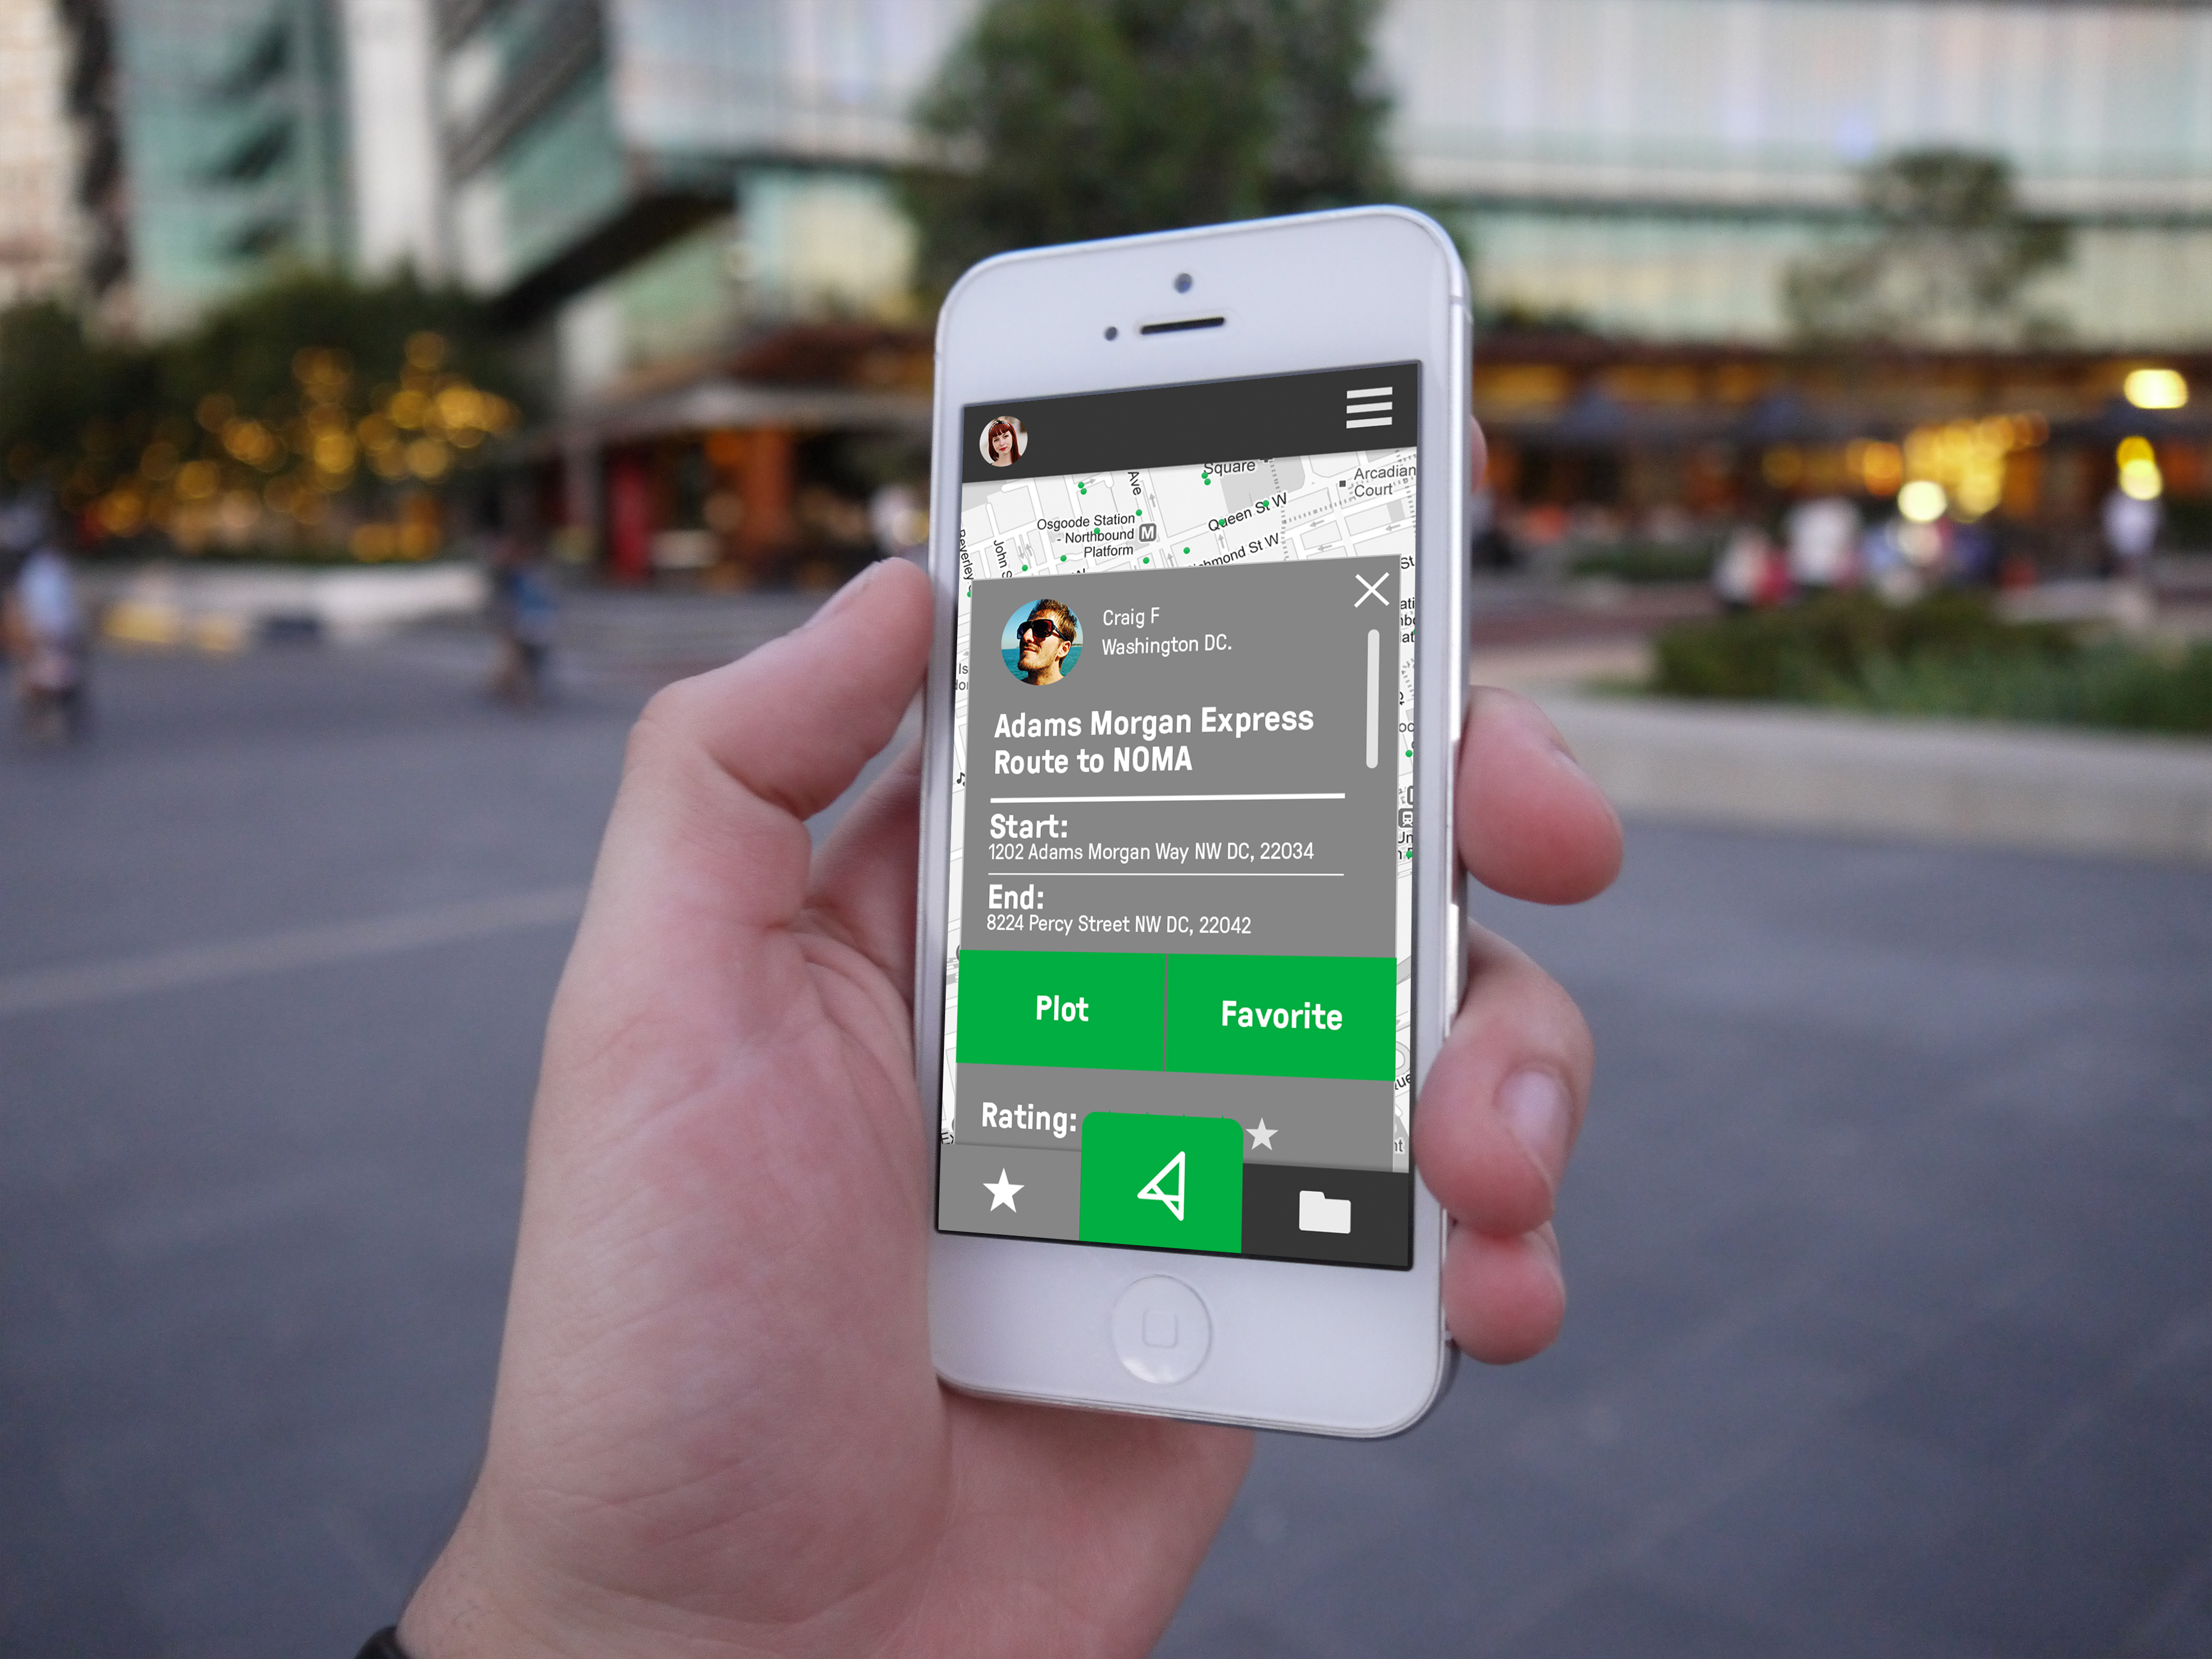 Square
Arcadian
Court
Ave
Queen St W
Osgoode Station
- Northbound
Platform
John S
Beverley
hmond St W
Craig F
Washington DC.
Adams Morgan Express
Route to NOMA
Start:
1202 Adams Morgan Way NW DC, 22034
End:
8224 Percy Street NW DC, 22042
Plot
Favorite
Rating: